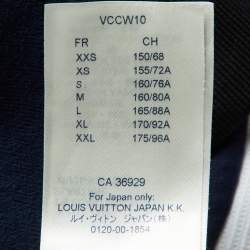 VCCW10
FR CH
XXS 150/68
XS 155/72A
S 160/76A
M 160/80A
L 165/88A
XL 170/92A
XXL 175/96A
CA 36929
For Japan only:
LOUIS VUITTON JAPAN K.K.
ルイ・ヴィトン ジャパン(株)
0120-00-1854